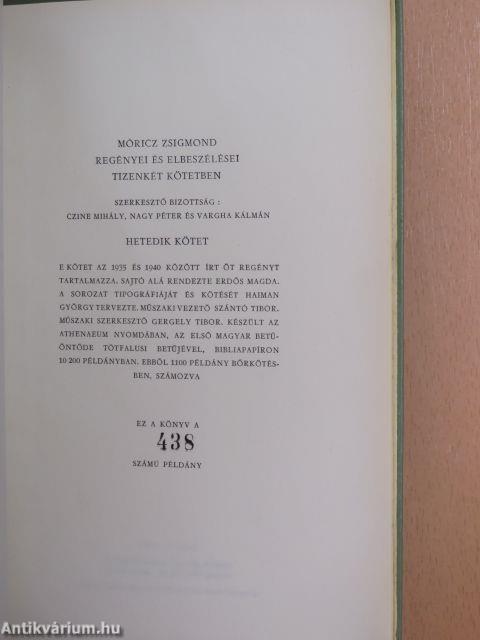 MÓRICZ ZSIGMOND
REGÉNYEI ÉS ELBESZÉLÉSEI
TIZENKÉT KÖTETBEN
SZERKESZTŐ BIZOTTSÁG :
CZINE MIHÁLY, NAGY PÉTER ÉS VARGHA KÁLMÁN
HETEDIK KÖTET
E KÖTET AZ 1935 ÉS 1940 KÖZÖTT ÍRT ÖT REGÉNYT
TARTALMAZZA. SAJTÓ ALÁ RENDEZTE ERDŐS MAGDA.
A SOROZAT TIPOGRÁFIÁJÁT ÉS KÖTÉSÉT HAIMAN
GYÖRGY TERVEZTE. MŰSZAKI VEZETŐ SZÁNTÓ TIBOR.
MŰSZAKI SZERKESZTŐ GERGELY TIBOR. KÉSZÜLT AZ
ATHENAEUM NYOMDÁBAN, AZ ELSŐ MAGYAR BETŰ-
ÖNTÖDE TÓTFALUSI BETŰJÉVEL, BIBLIAPAPÍRON
10 200 PÉLDÁNYBAN. EBBŐL 1100 PÉLDÁNY BŐRKÖTÉS-
BEN, SZÁMOZVA
EZ A KÖNYV A
438
SZÁMÚ PÉLDÁNY
Antikvárium.hu